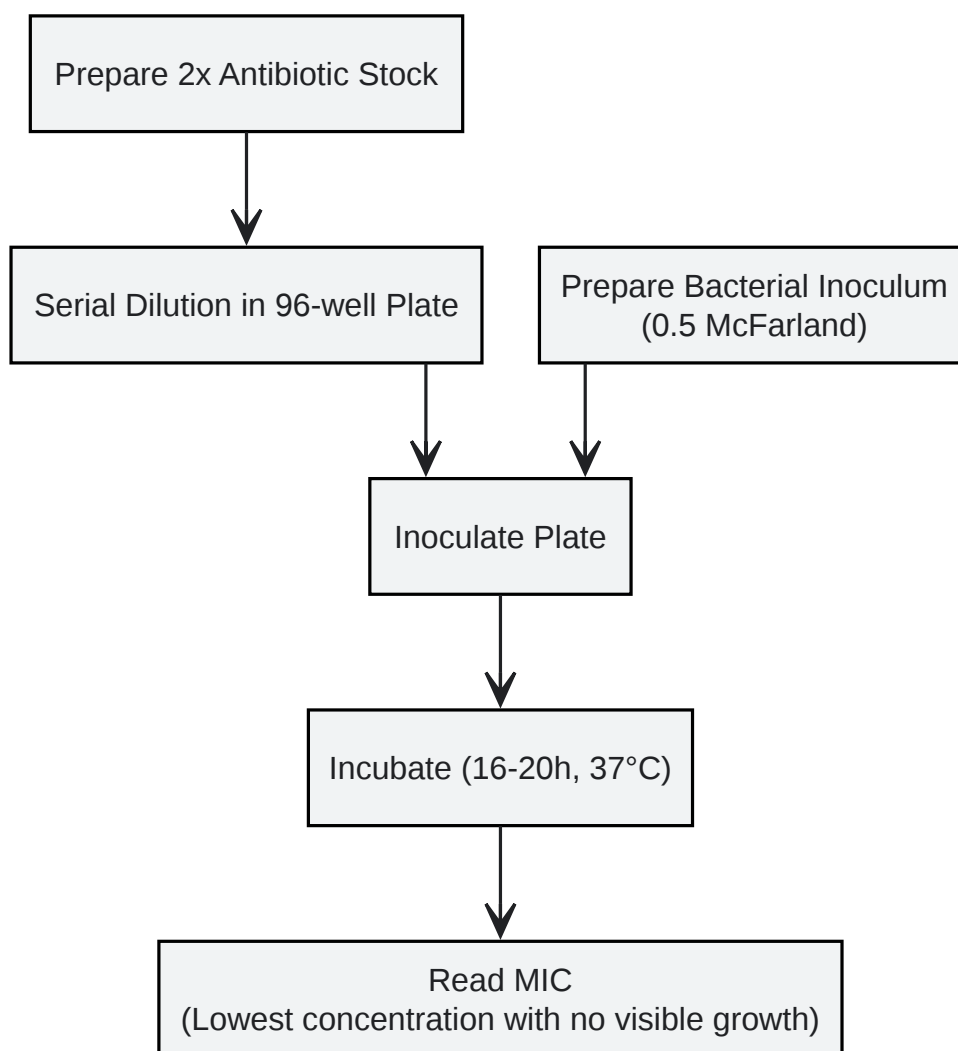 Prepare 2x Antibiotic Stock
Serial Dilution in 96-well Plate
Prepare Bacterial Inoculum
(0.5 McFarland)
Inoculate Plate
Incubate (16-20h, 37°C)
Read MIC
(Lowest concentration with no visible growth)